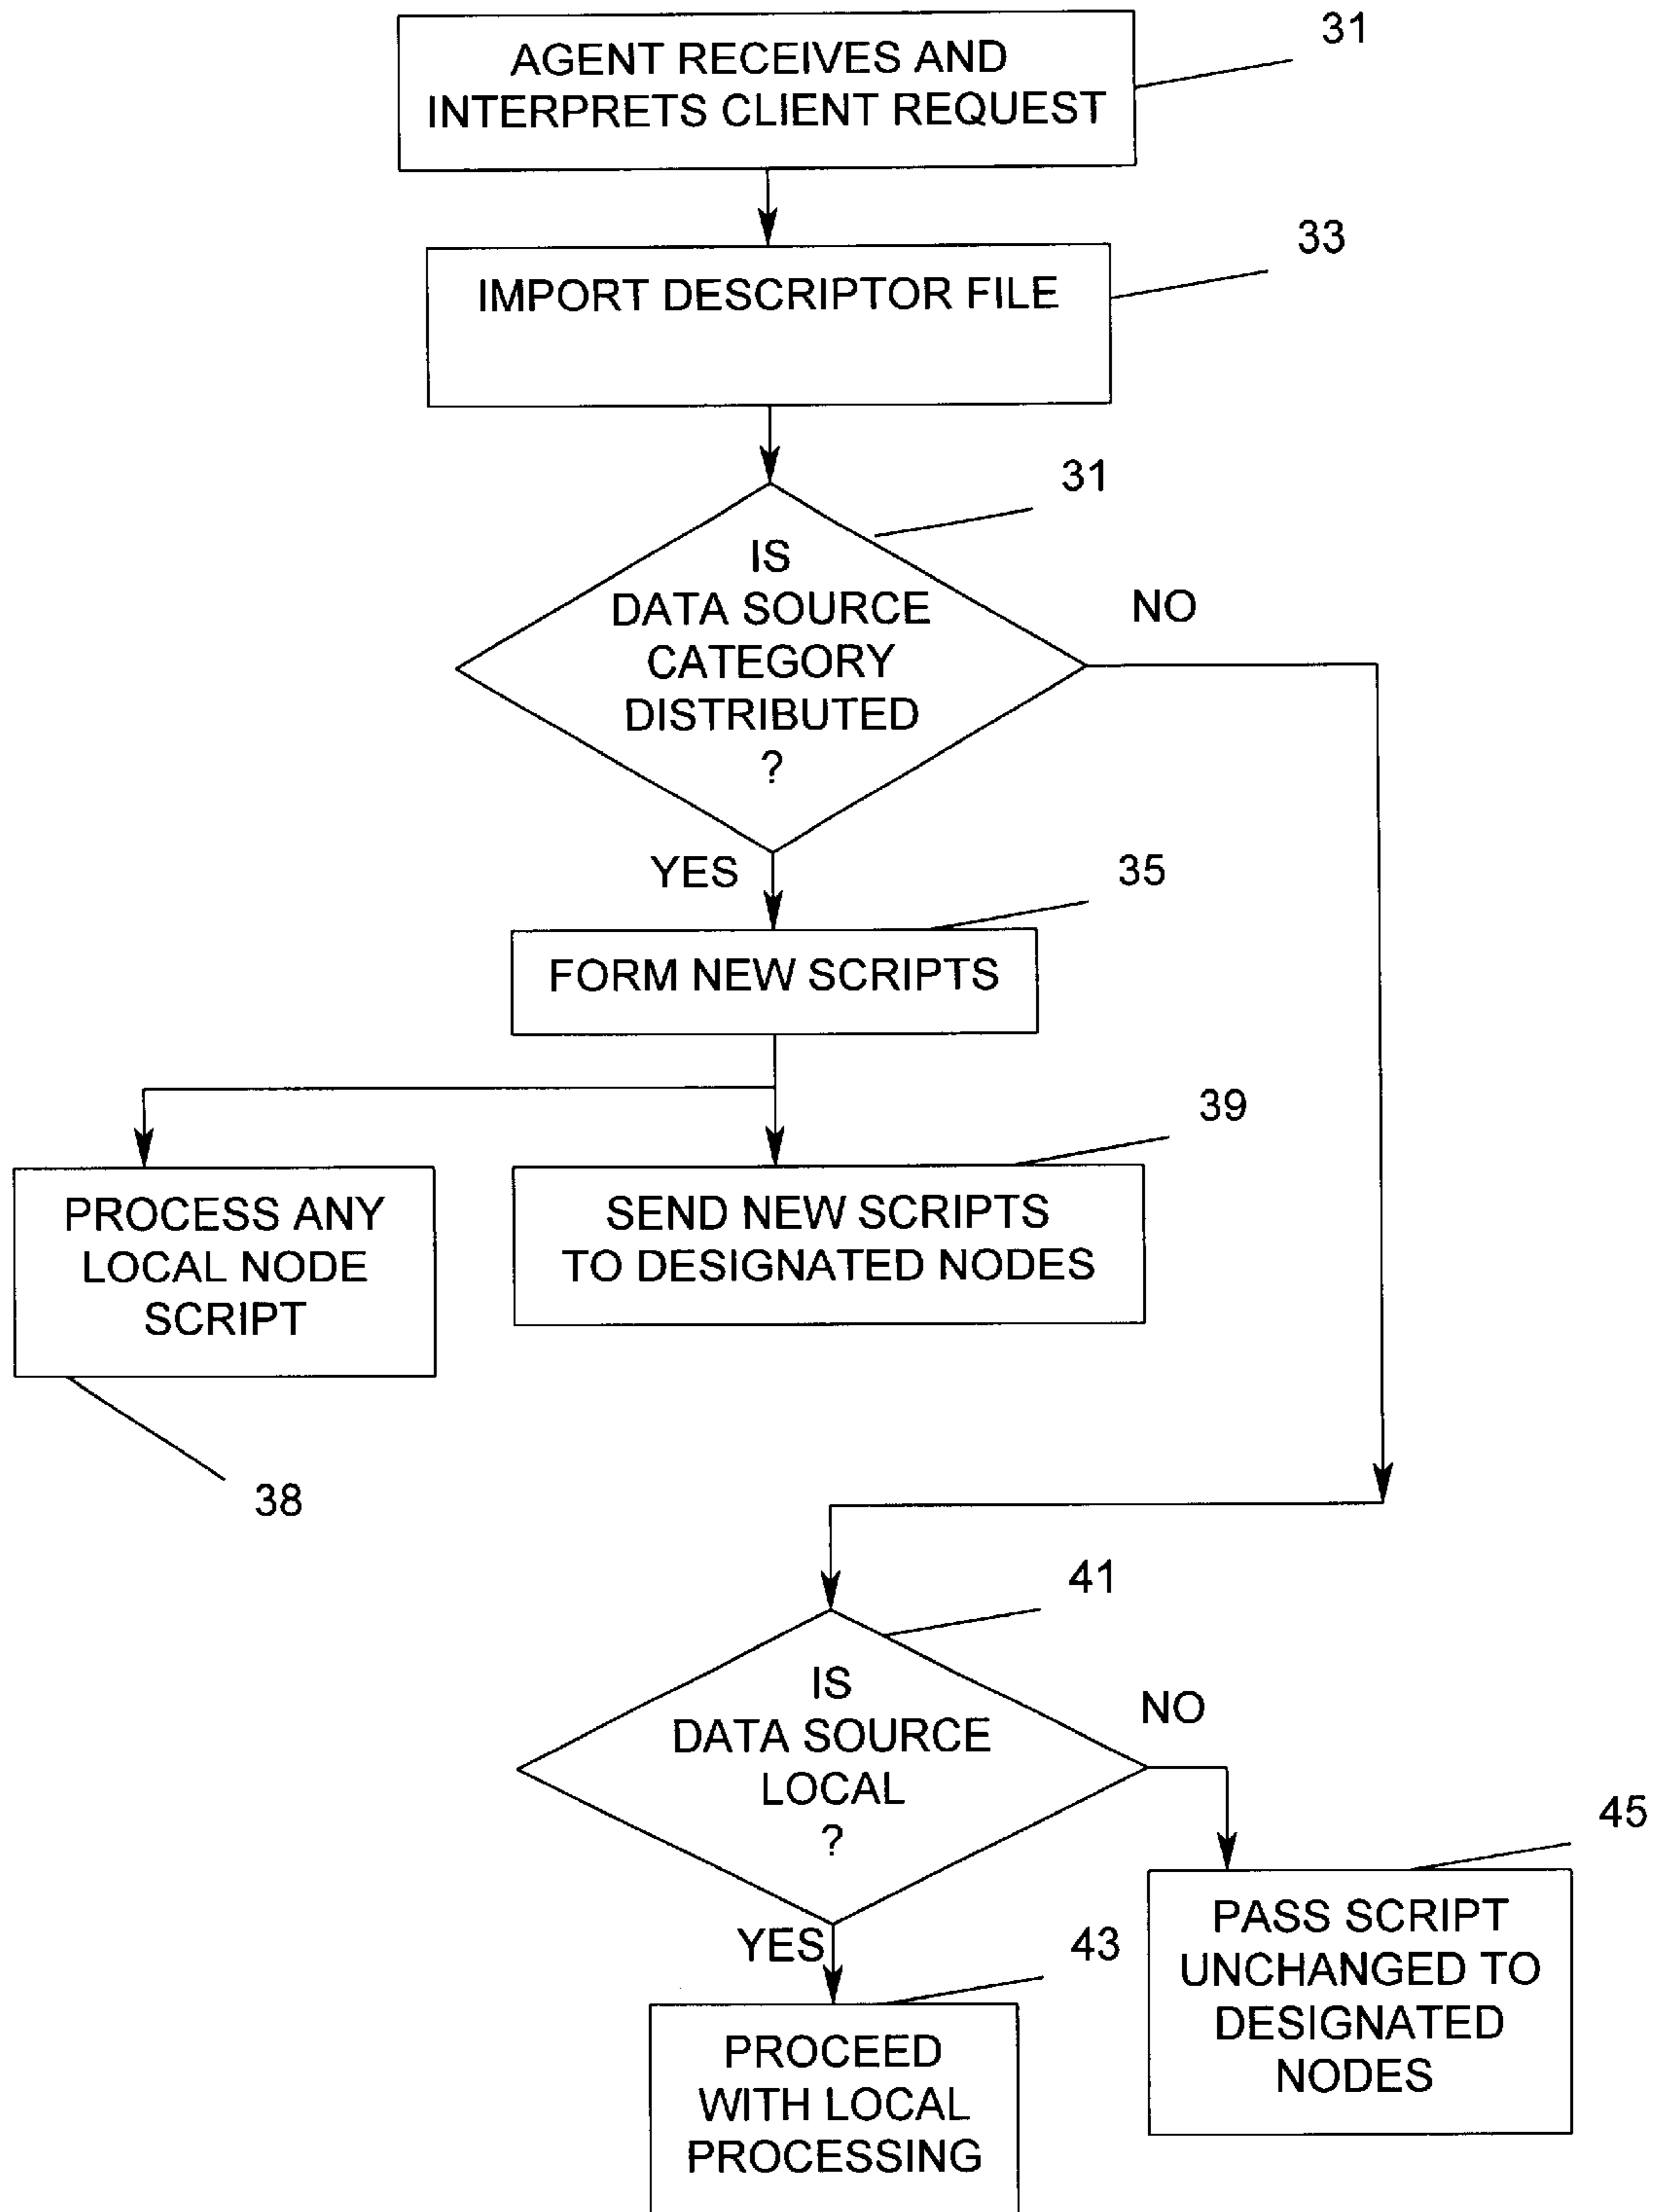 31
AGENT RECEIVES AND
INTERPRETS CLIENT REQUEST
33
IMPORT DESCRIPTOR FILE
31
IS
DATA SOURCE
CATEGORY
DISTRIBUTED
?
NO
YES
35
FORM NEW SCRIPTS
39
PROCESS ANY
LOCAL NODE
SCRIPT
SEND NEW SCRIPTS
TO DESIGNATED NODES
38
41
IS
DATA SOURCE
LOCAL
?
NO
45
YES
43
PASS SCRIPT
UNCHANGED TO
DESIGNATED
NODES
PROCEED
WITH LOCAL
PROCESSING